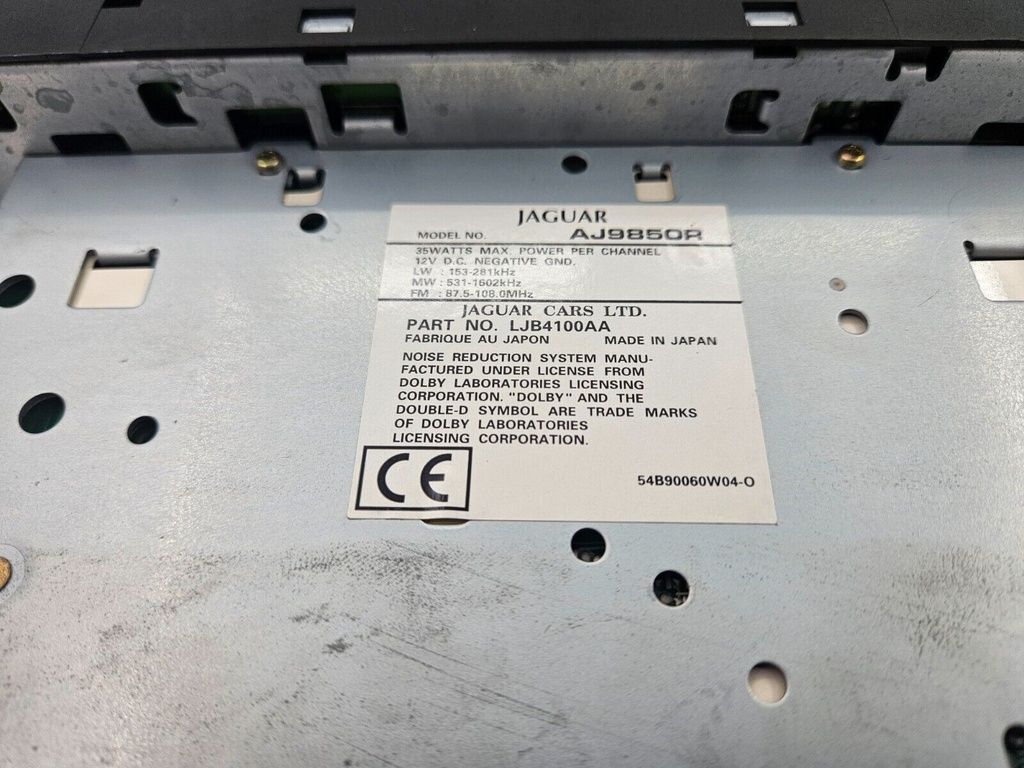 JAGUAR
MODEL NO. AJ9850R
35WATTS MAX. POWER PER CHANNEL
12V D.C. NEGATIVE GND.
LW : 153-281kHz
MW : 531-1602kHz
FM : 87.5-108.0MHz
JAGUAR CARS LTD.
PART NO. LJB4100AA
FABRIQUE AU JAPON MADE IN JAPAN
NOISE REDUCTION SYSTEM MANU-
FACTURED UNDER LICENSE FROM
DOLBY LABORATORIES LICENSING
CORPORATION. "DOLBY" AND THE
DOUBLE-D SYMBOL ARE TRADE MARKS
OF DOLBY LABORATORIES
LICENSING CORPORATION.
CE
54B90060W04-O